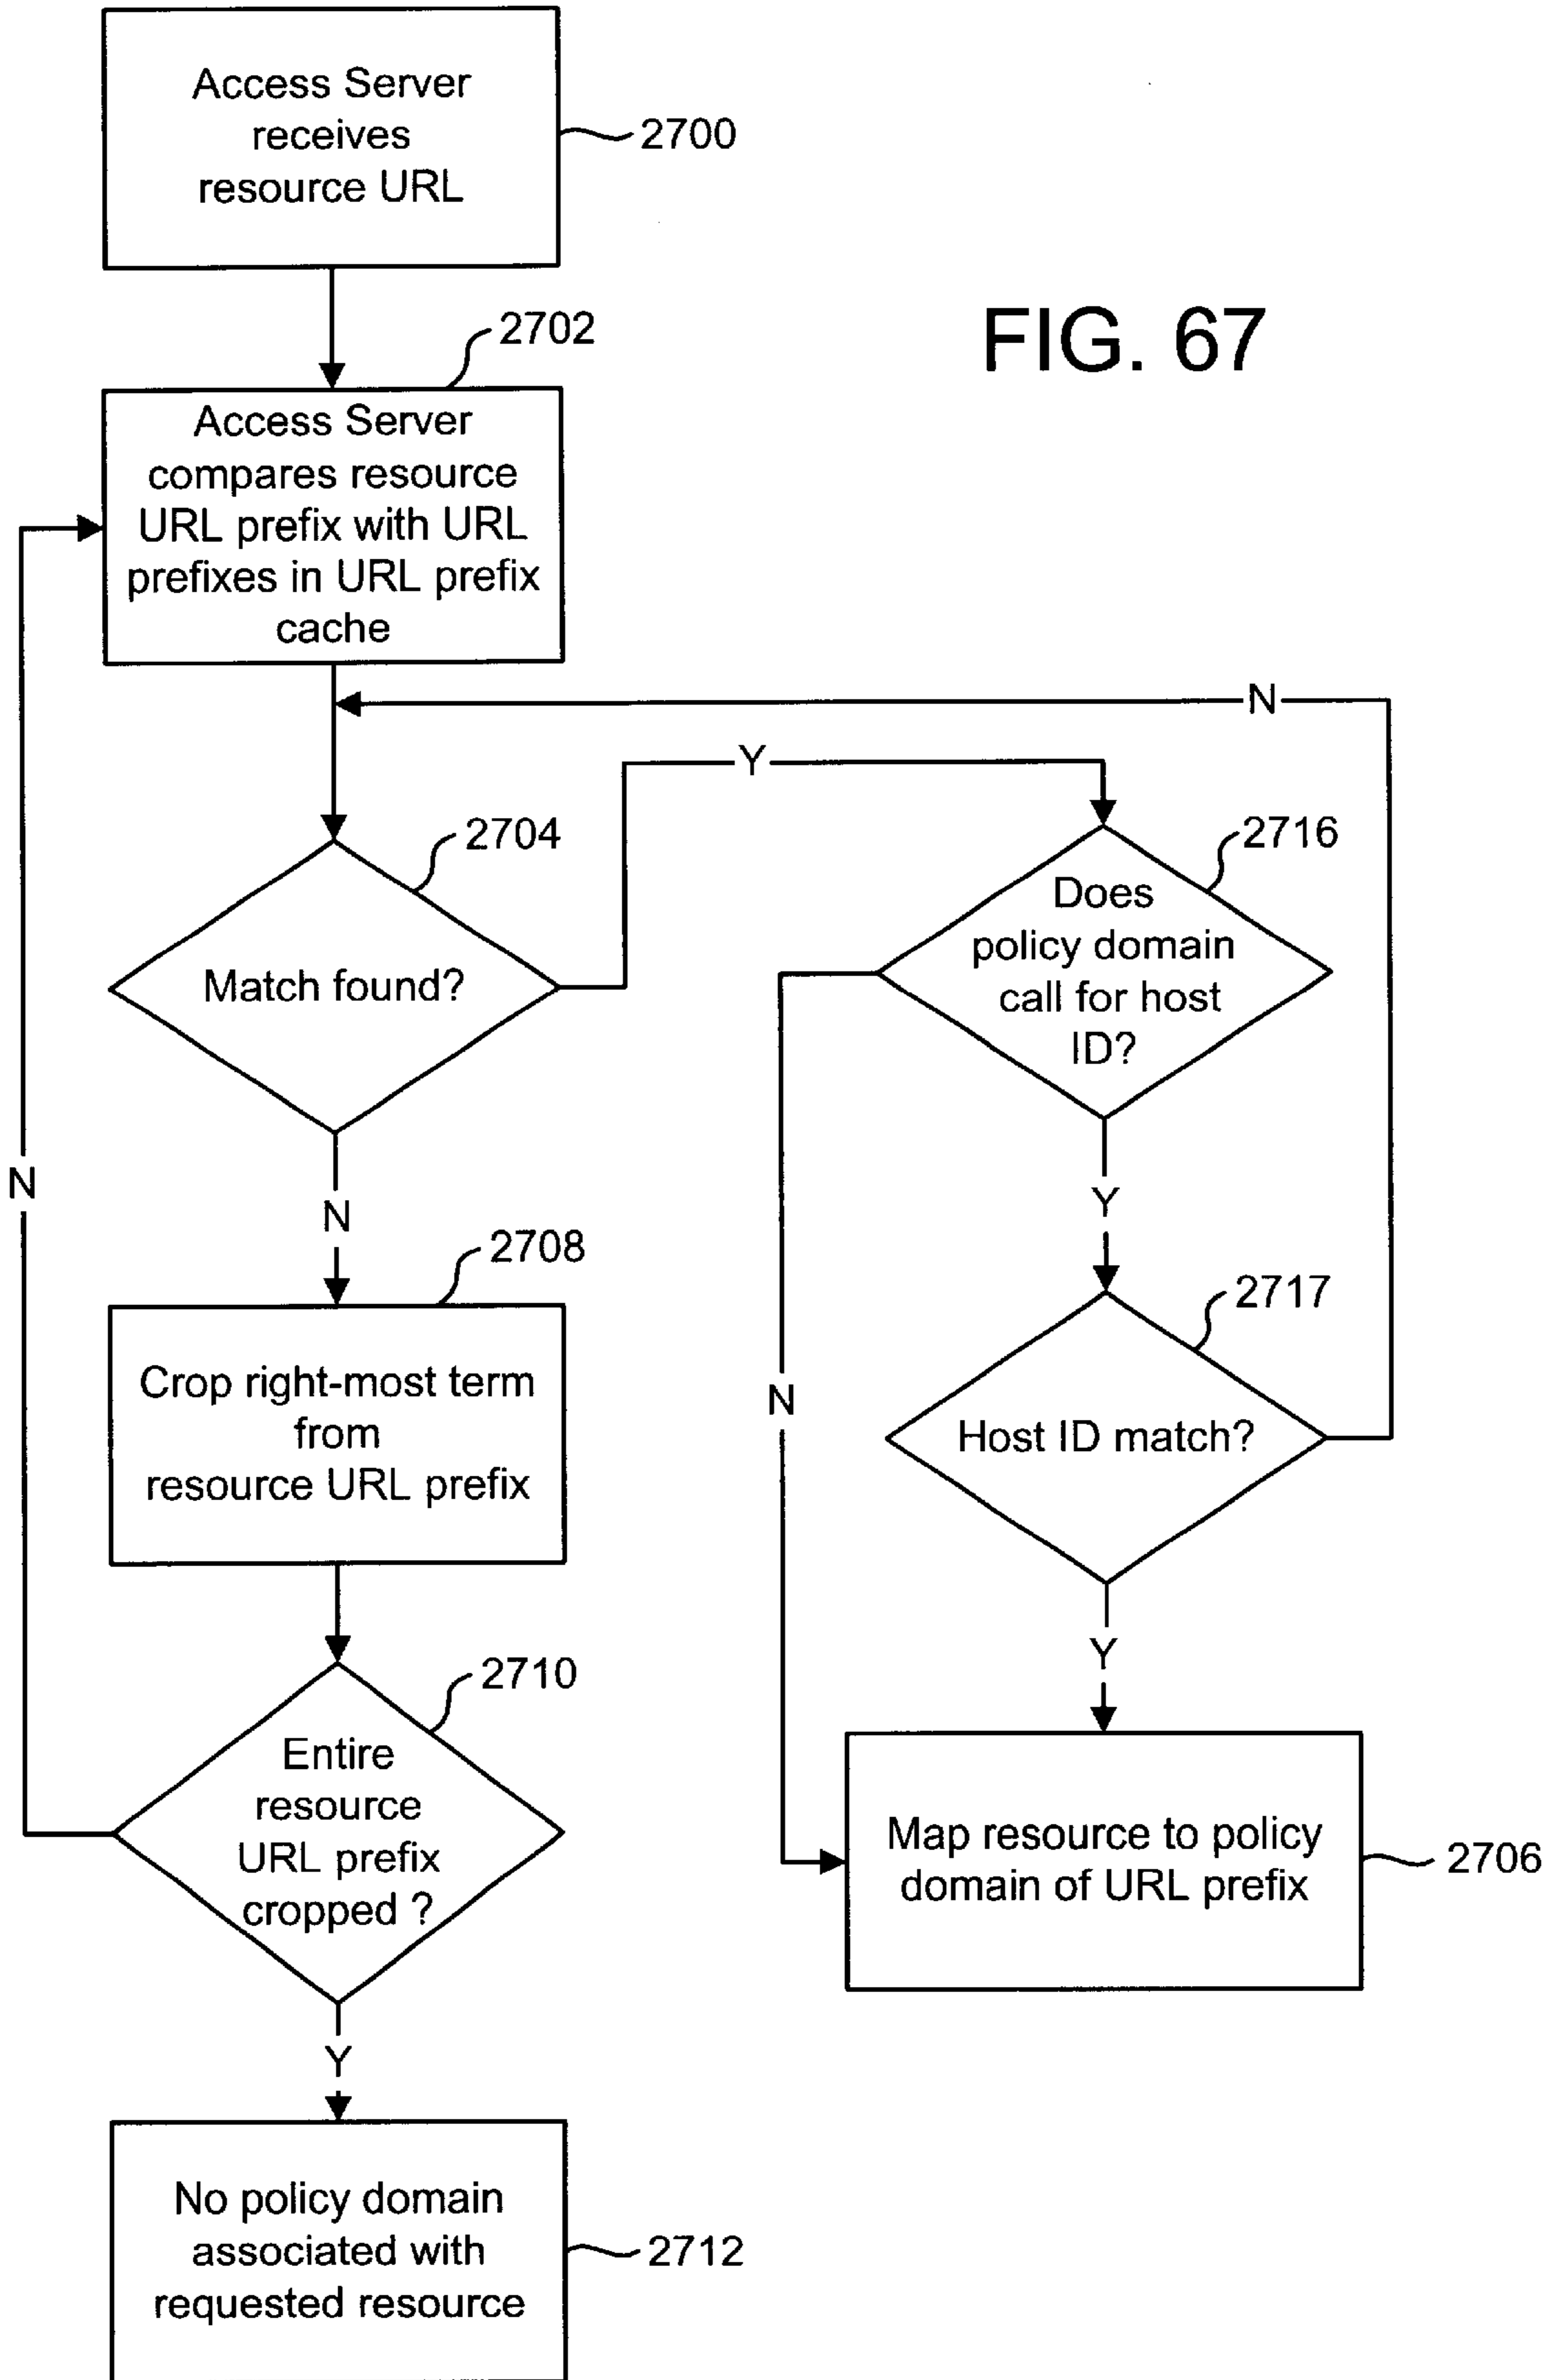 Access Server
receives
resource URL
2700
FIG. 67
2702
Access Server
compares resource
URL prefix with URL
prefixes in URL prefix
cache
N
Y
2704
Match found?
2716
Does
policy domain
call for host
ID?
N
N
Y
2708
Crop right-most term
from
resource URL prefix
2717
N
Host ID match?
Y
2710
Entire
resource
URL prefix
cropped ?
Map resource to policy
domain of URL prefix
2706
Y
No policy domain
associated with
requested resource
2712